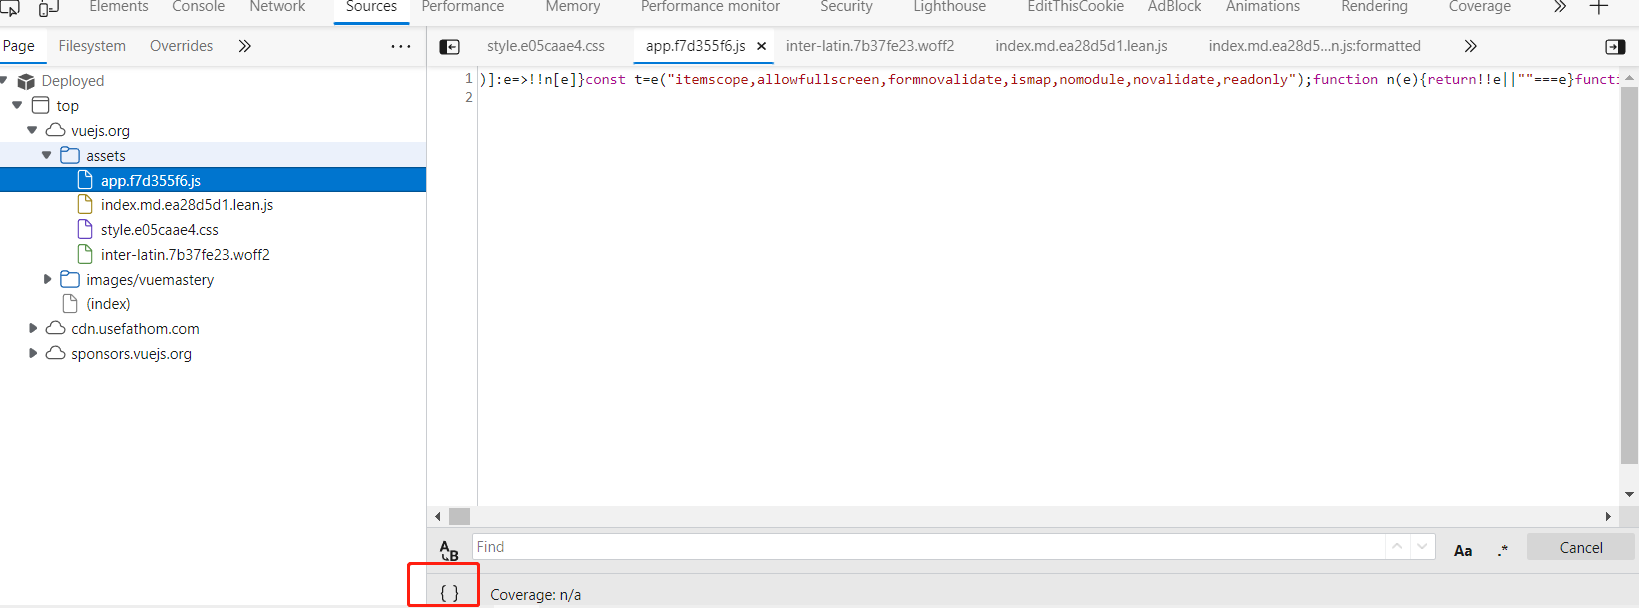 Elements Console Network Sources Performance Memory Performance monitor Security Lighthouse EditThisCookie AdBlock Animations Rendering Coverage
Page Filesystem Overrides
style.e05caae4.css app.f7d355f6.js inter-latin.7b37fe23.woff2 index.md.ea28d5d1.lean.js index.md.ea28d5...n.js:formatted
Deployed
top
vuejs.org
assets
app.f7d355f6.js
index.md.ea28d5d1.lean.js
style.e05caae4.css
inter-latin.7b37fe23.woff2
images/vuemastery
(index)
cdn.usefathom.com
sponsors.vuejs.org
1 )]:e=>!!n[e]}const t=e("itemscope,allowfullscreen,formnovalidate,ismap,nomodule,novalidate,readonly");function n(e){return!!e||""===e}functi
2
A B Find Aa .* Cancel
{ } Coverage: n/a